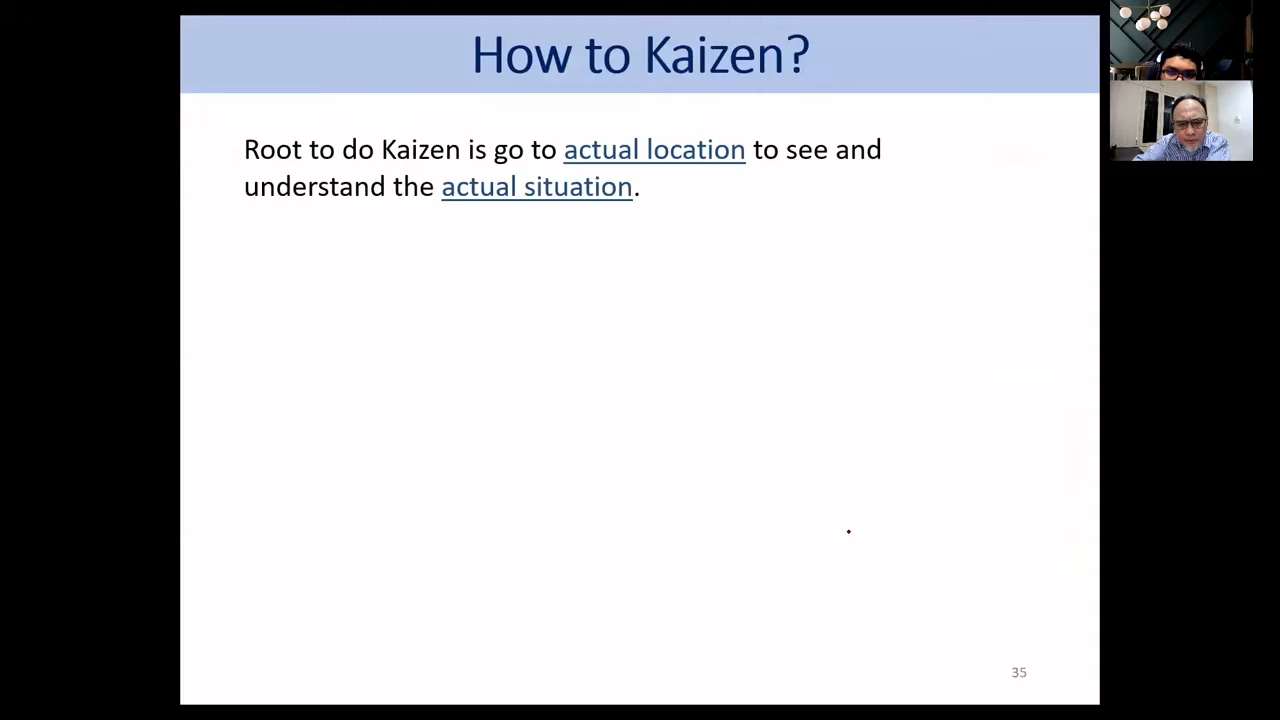 How to Kaizen?
Root to do Kaizen is go to actual location to see and
understand the actual situation.
35